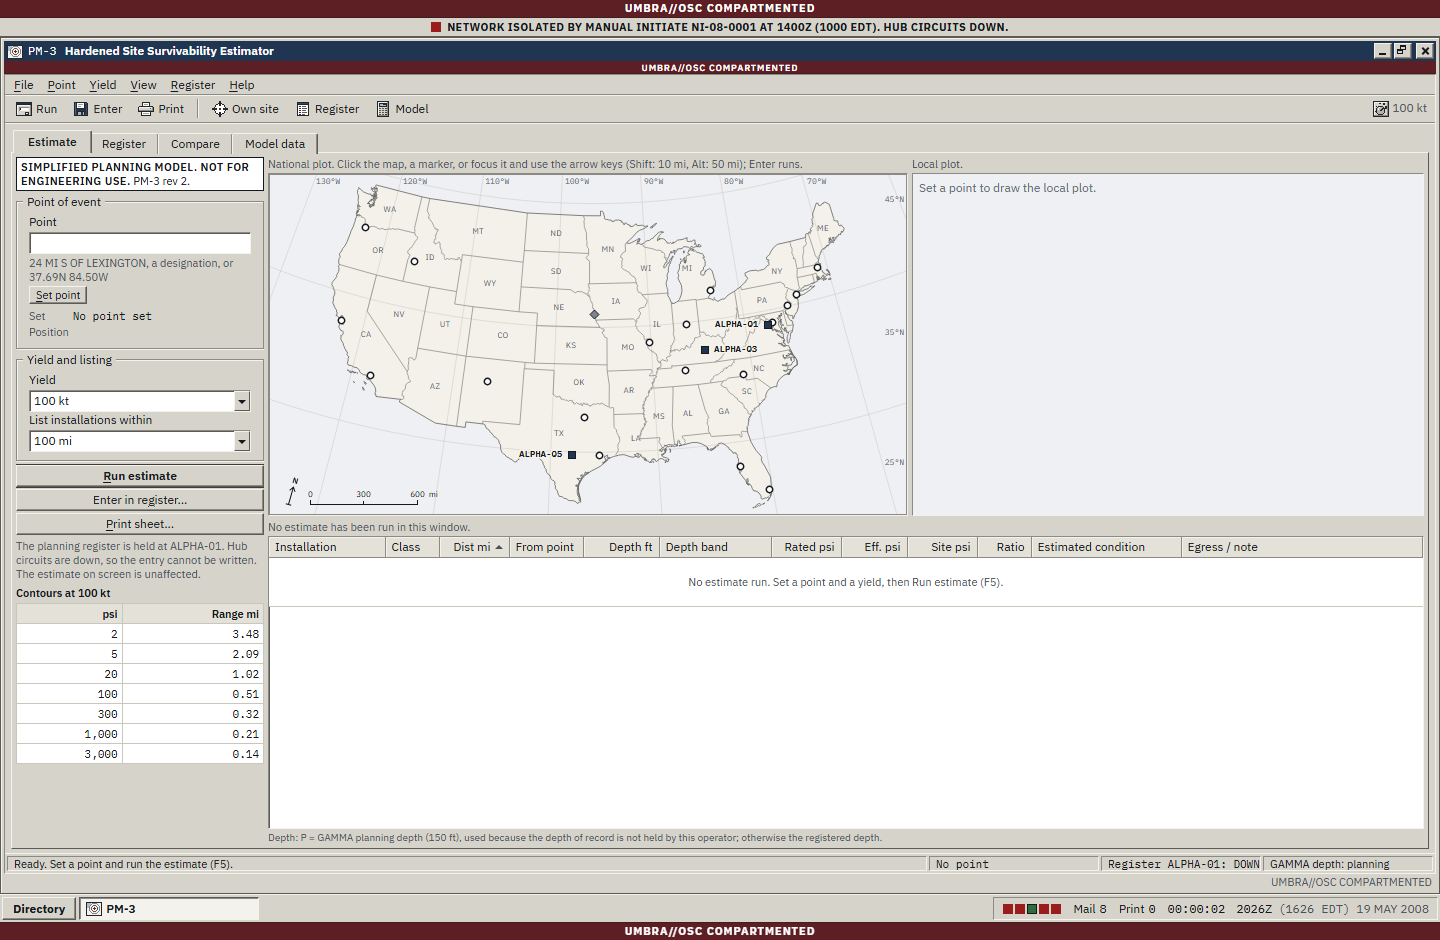 UMBRA//OSC COMPARTMENTED
NETWORK ISOLATED BY MANUAL INITIATE NI-08-0001 AT 1400Z (1000 EDT). HUB CIRCUITS DOWN.
PM-3 Hardened Site Survivability Estimator
UMBRA//OSC COMPARTMENTED
File Point Yield View Register Help
Run Enter Print Own site Register Model 100 kt
Estimate Register Compare Model data
SIMPLIFIED PLANNING MODEL. NOT FOR
ENGINEERING USE. PM-3 rev 2.
Point of event
Point
24 MI S OF LEXINGTON, a designation, or
37.69N 84.50W
Set point
Set No point set
Position
Yield and listing
Yield
100 kt
List installations within
100 mi
Run estimate
Enter in register...
Print sheet...
The planning register is held at ALPHA-01. Hub
circuits are down, so the entry cannot be written.
The estimate on screen is unaffected.
Contours at 100 kt
psi Range mi
2 3.48
5 2.09
20 1.02
100 0.51
300 0.32
1,000 0.21
3,000 0.14
National plot. Click the map, a marker, or focus it and use the arrow keys (Shift: 10 mi, Alt: 50 mi); Enter runs.
130°W 120°W 110°W 100°W 90°W 80°W 70°W
45°N
35°N
25°N
WA
OR
ID
MT
ND
MN
SD
WY
NE
IA
WI
MI
NY
ME
PA
NV
UT
CO
CA
KS
MO
IL
ALPHA-01
ALPHA-03
AZ
OK
AR
NC
SC
MS
AL
GA
TX
LA
ALPHA-05
N
0 300 600 mi
Local plot.
Set a point to draw the local plot.
No estimate has been run in this window.
Installation Class Dist mi From point Depth ft Depth band Rated psi Eff. psi Site psi Ratio Estimated condition Egress / note
No estimate run. Set a point and a yield, then Run estimate (F5).
Depth: P = GAMMA planning depth (150 ft), used because the depth of record is not held by this operator; otherwise the registered depth.
Ready. Set a point and run the estimate (F5). No point Register ALPHA-01: DOWN GAMMA depth: planning
UMBRA//OSC COMPARTMENTED
Directory PM-3 Mail 8 Print 0 00:00:02 2026Z (1626 EDT) 19 MAY 2008
UMBRA//OSC COMPARTMENTED